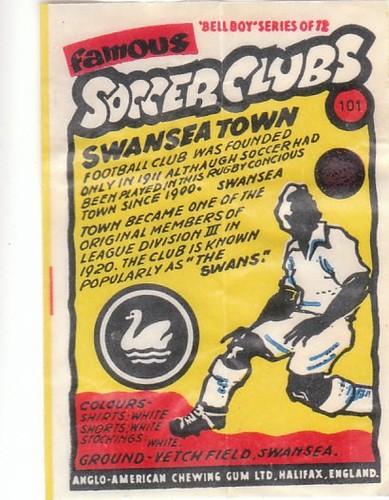 'BELL BOY' SERIES OF 72
famous
SOCCER CLUBS
101
SWANSEA TOWN
FOOTBALL CLUB WAS FOUNDED
ONLY IN 1911 ALTHAUGH SOCCER HAD
BEEN PLAYED IN THIS RUGBY CONCIOUS
TOWN SINCE 1900. SWANSEA
TOWN BECAME ONE OF THE
ORIGINAL MEMBERS OF
LEAGUE DIVISION III IN
1920. THE CLUB IS KNOWN
POPULARLY AS "THE
SWANS."
COLOURS-
SHIRTS: WHITE
SHORTS, WHITE
STOCKINGS: WHITE.
GROUND-VETCH FIELD, SWANSEA.
ANGLO-AMERICAN CHEWING GUM LTD, HALIFAX, ENGLAND.